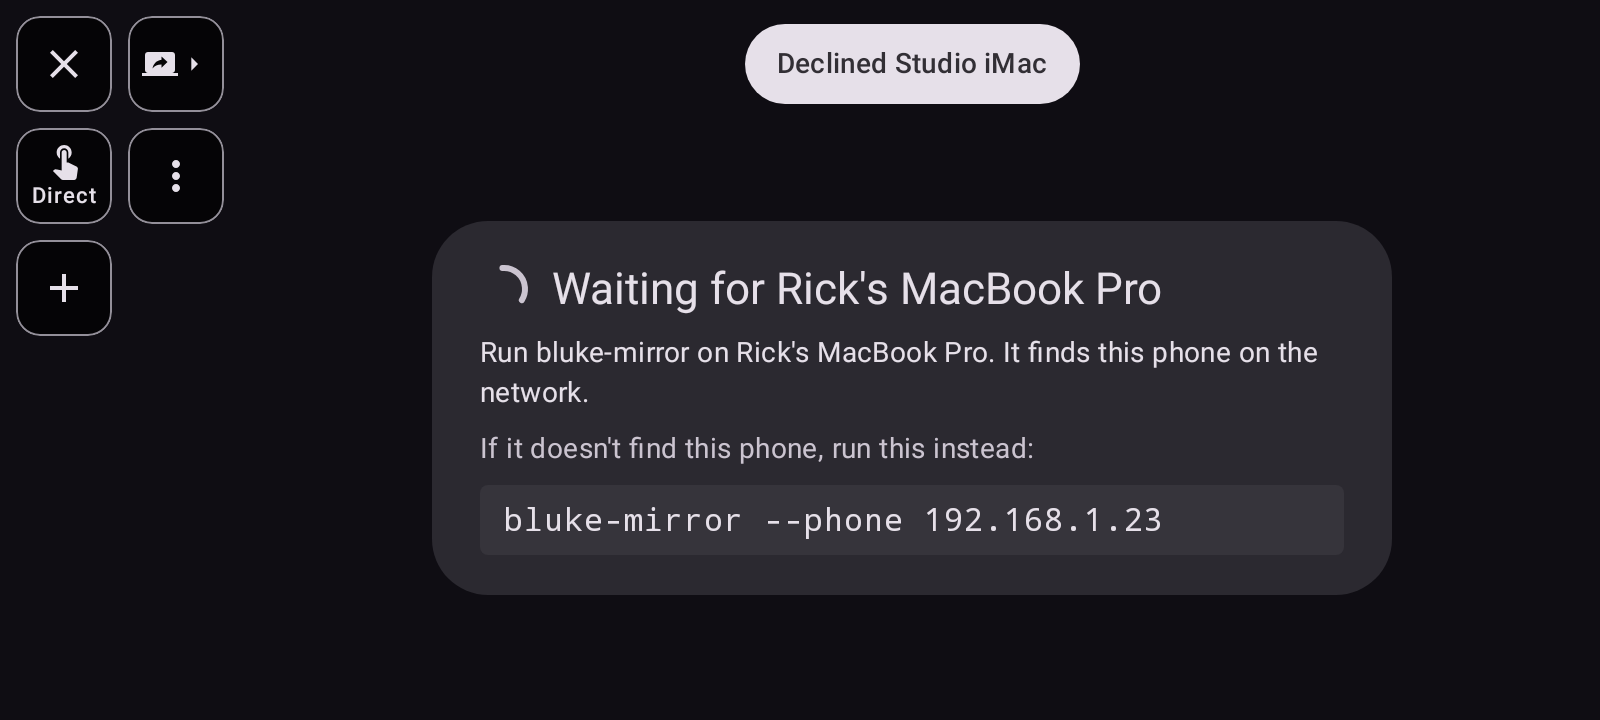 Declined Studio iMac
Direct
Waiting for Rick's MacBook Pro
Run bluke-mirror on Rick's MacBook Pro. It finds this phone on the
network.
If it doesn't find this phone, run this instead:
bluke-mirror --phone 192.168.1.23